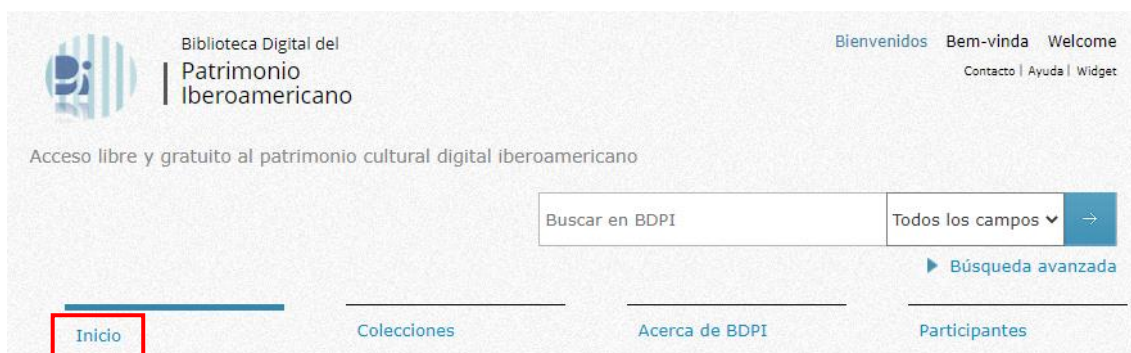 Biblioteca Digital del
Patrimonio
Iberoamericano
Bienvenidos Bem-vinda Welcome
Contacto | Ayuda | Widget
Acceso libre y gratuito al patrimonio cultural digital iberoamericano
Buscar en BDPI Todos los campos →
Búsqueda avanzada
Inicio Colecciones Acerca de BDPI Participantes